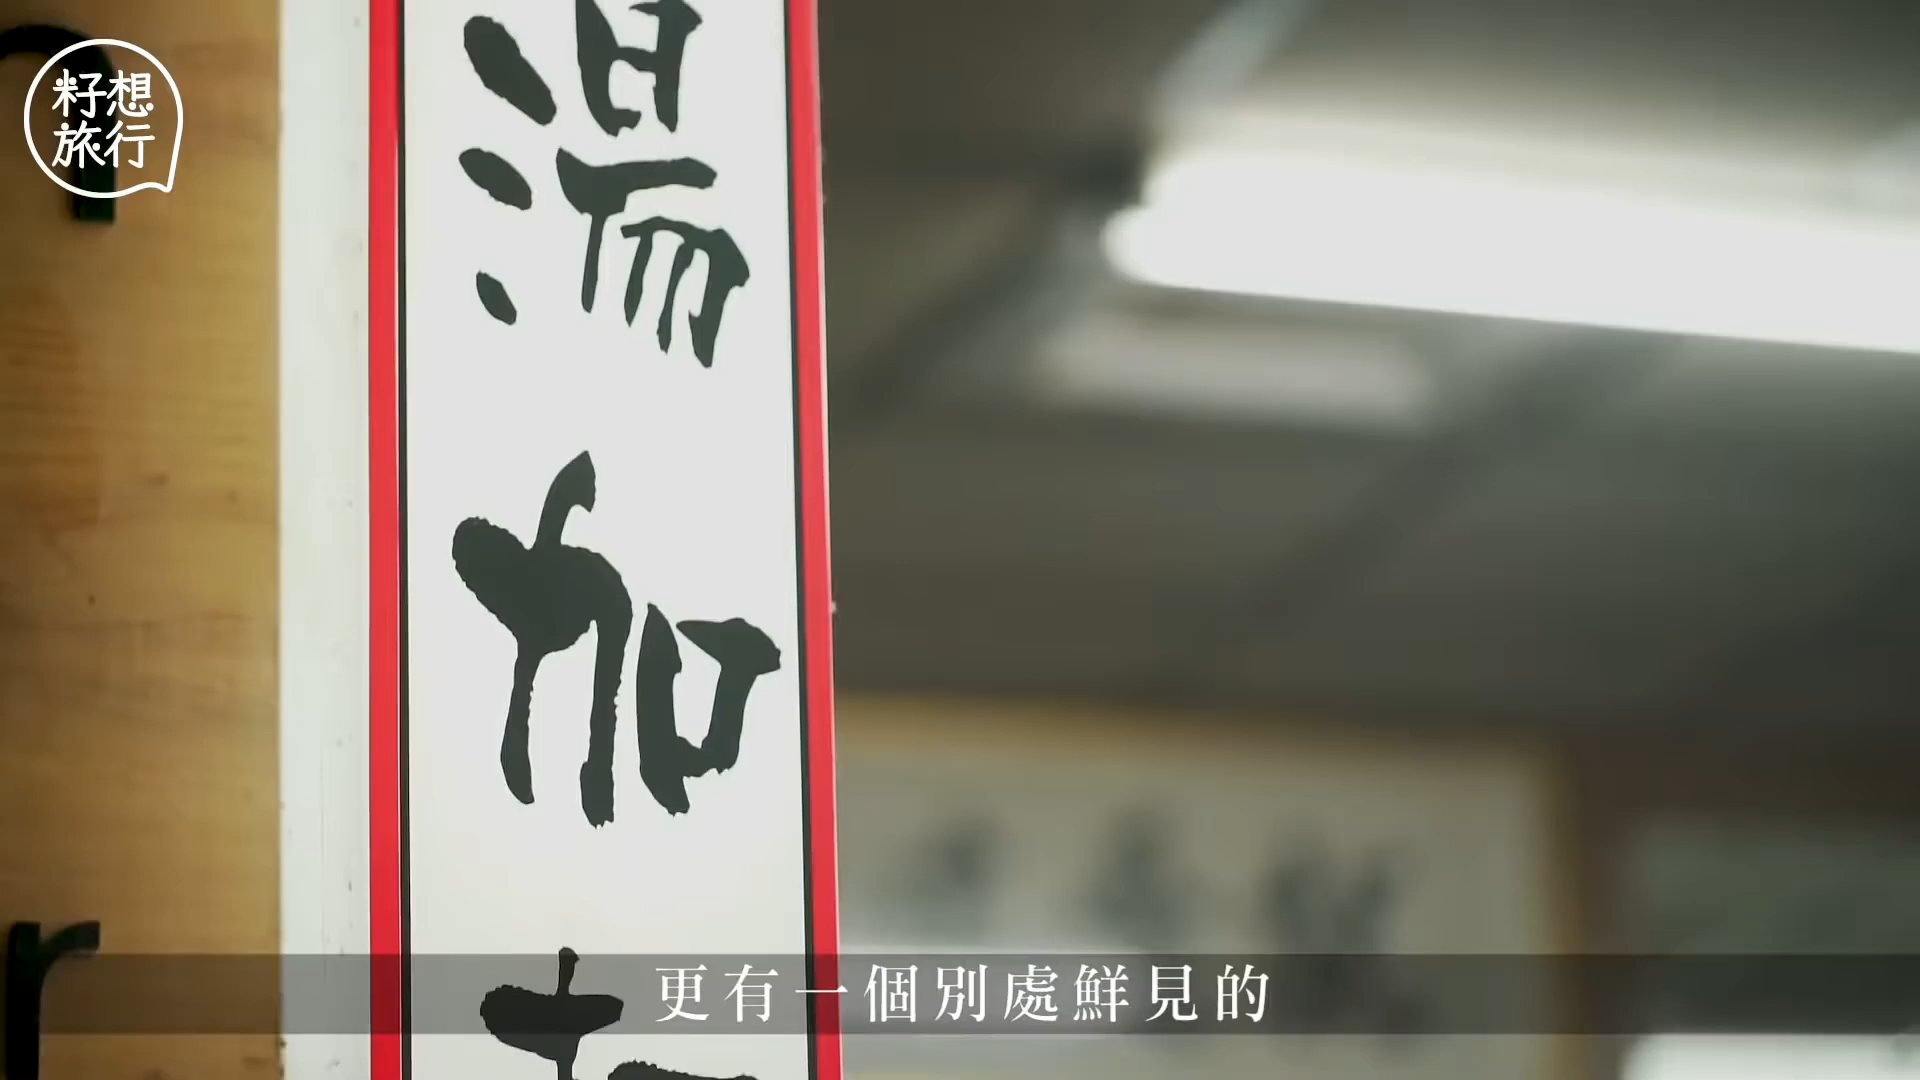 籽想
旅行
湯
加
更有一個別處鮮見的